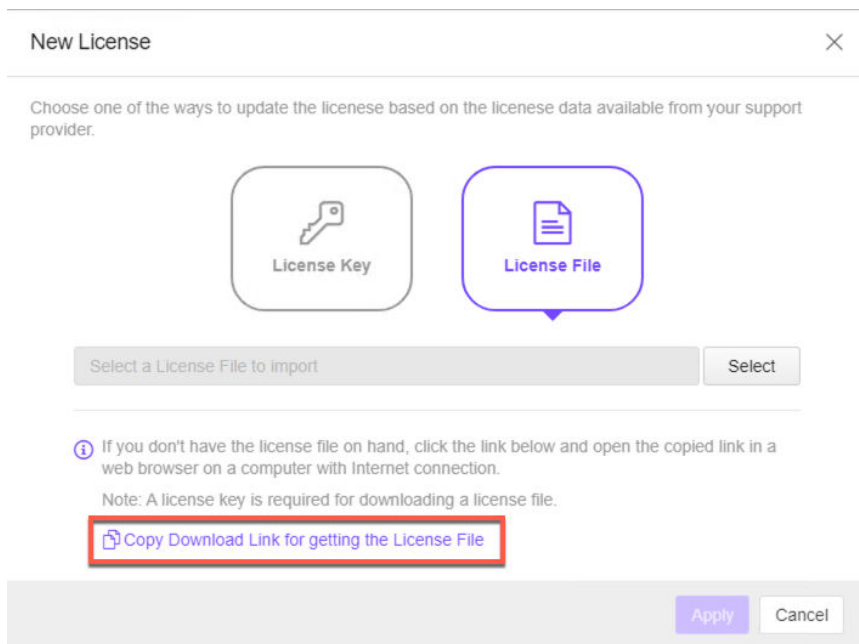 New License
Choose one of the ways to update the licenese based on the licenese data available from your support
provider.
License Key
License File
Select a License File to import
Select
If you don't have the license file on hand, click the link below and open the copied link in a
web browser on a computer with Internet connection.
Note: A license key is required for downloading a license file.
Copy Download Link for getting the License File
Apply
Cancel